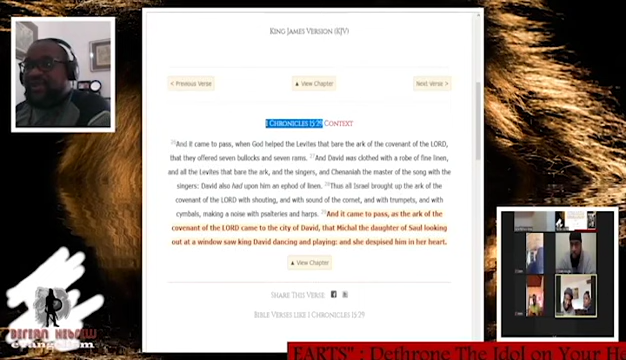 KING JAMES VERSION (KJV)
< Previous Verse
▲ View Chapter
Next Verse >
1 CHRONICLES 15:29 CONTEXT
26And it came to pass, when God helped the Levites that bare the ark of the covenant of the LORD,
that they offered seven bullocks and seven rams. 27And David was clothed with a robe of fine linen,
and all the Levites that bare the ark, and the singers, and Chenaniah the master of the song with the
singers: David also had upon him an ephod of linen. 28Thus all Israel brought up the ark of the
covenant of the LORD with shouting, and with sound of the cornet, and with trumpets, and with
cymbals, making a noise with psalteries and harps. 29And it came to pass, as the ark of the
covenant of the LORD came to the city of David, that Michal the daughter of Saul looking
out at a window saw king David dancing and playing: and she despised him in her heart.
▲ View Chapter
SHARE THIS VERSE:
BIBLE VERSES LIKE 1 CHRONICLES 15:29
BEREAN HEBREW
evangelism
EARTS" : Dethrone The Idol on Your H